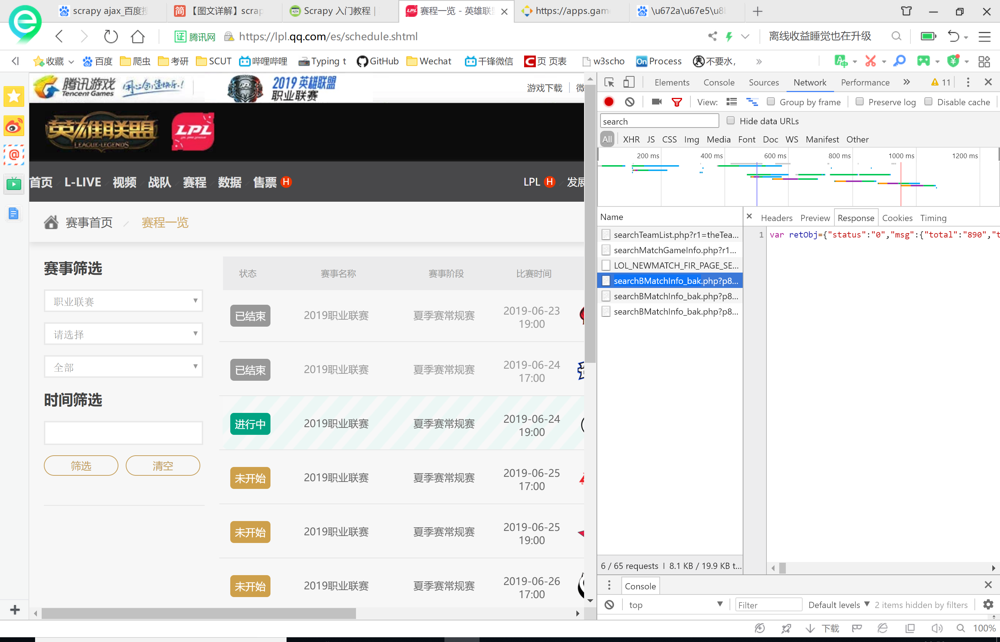 scrapy ajax_百度搜
简 【图文详解】scrap
Scrapy 入门教程 |
赛程一览 - 英雄联盟
https://apps.gam
\u672a\u67e5\u8
证 腾讯网 https://lpl.qq.com/es/schedule.shtml
离线收益睡觉也在升级
收藏 百度 爬虫 考研 SCUT 哔哩哔哩 Typing t GitHub Wechat 千锋微信 页 页表 w3scho Process 不要水, »
腾讯游戏
Tencent Games
用心创造快乐!
2019 英雄联盟
职业联赛
游戏下载 微
英雄联盟
LEAGUE-LEGENDS
LPL
首页 L-LIVE 视频 战队 赛程 数据 售票 H
LPL H 发展
赛事首页 赛程一览
赛事筛选
职业联赛
请选择
全部
时间筛选
筛选 清空
状态 赛事名称 赛事阶段 比赛时间
已结束 2019职业联赛 夏季赛常规赛 2019-06-23
19:00
已结束 2019职业联赛 夏季赛常规赛 2019-06-24
17:00
进行中 2019职业联赛 夏季赛常规赛 2019-06-24
19:00
未开始 2019职业联赛 夏季赛常规赛 2019-06-25
17:00
未开始 2019职业联赛 夏季赛常规赛 2019-06-25
19:00
未开始 2019职业联赛 夏季赛常规赛 2019-06-26
17:00
Elements Console Sources Network Performance » 11
View: Group by frame Preserve log Disable cache
search Hide data URLs
All XHR JS CSS Img Media Font Doc WS Manifest Other
200 ms 400 ms 600 ms 800 ms 1000 ms 1200 ms
Name
searchTeamList.php?r1=theTea...
searchMatchGameInfo.php?r1...
LOL_NEWMATCH_FIR_PAGE_SE...
searchBMatchInfo_bak.php?p8...
searchBMatchInfo_bak.php?p8...
searchBMatchInfo_bak.php?p8...
Headers Preview Response Cookies Timing
1 var retObj={"status":"0","msg":{"total":"890","t
6 / 65 requests | 8.1 KB / 19.9 KB t...
Console
top Filter Default levels 2 items hidden by filters
下载 100%